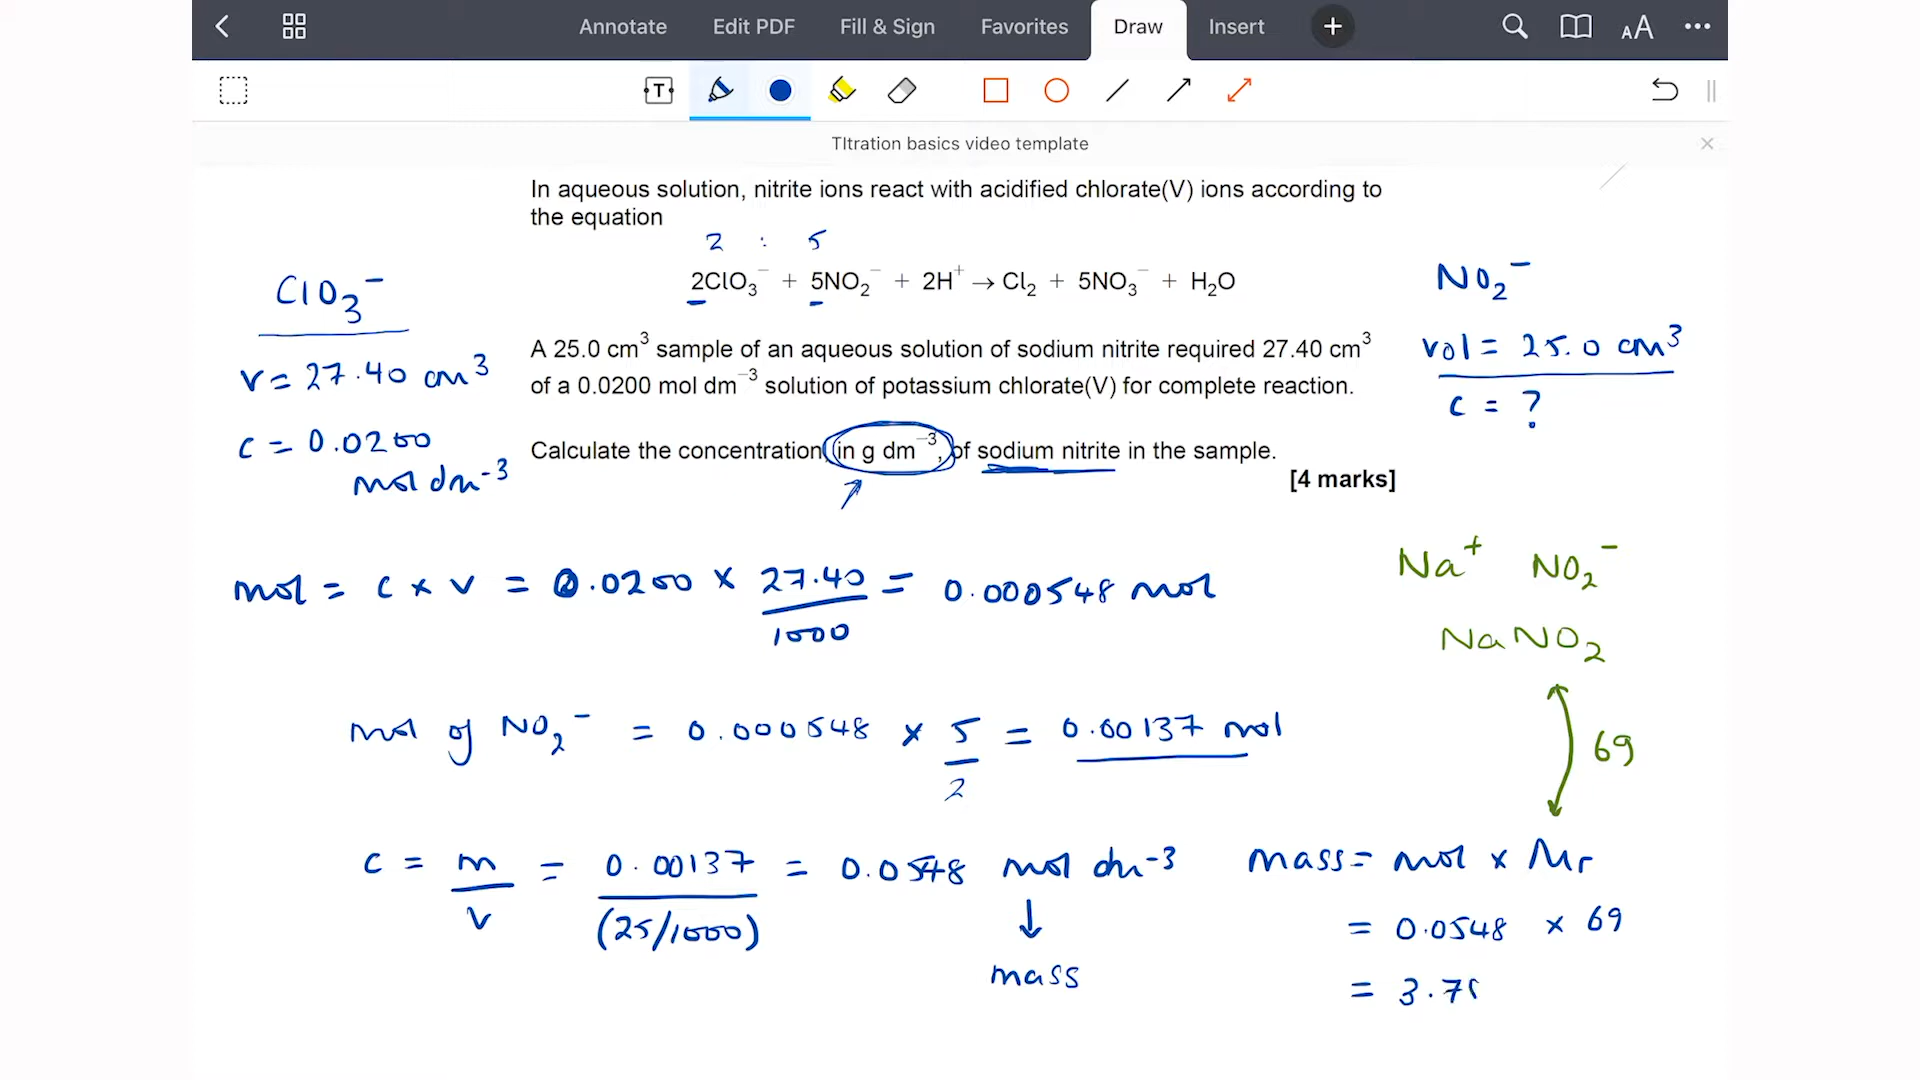 Annotate Edit PDF Fill & Sign Favorites Draw Insert + AA
T
TItration basics video template
In aqueous solution, nitrite ions react with acidified chlorate(V) ions according to
the equation
2 : 5
2ClO₃⁻ + 5NO₂⁻ + 2H⁺ → Cl₂ + 5NO₃⁻ + H₂O
A 25.0 cm³ sample of an aqueous solution of sodium nitrite required 27.40 cm³
of a 0.0200 mol dm⁻³ solution of potassium chlorate(V) for complete reaction.
Calculate the concentration, in g dm⁻³, of sodium nitrite in the sample.
[4 marks]
ClO₃⁻
v = 27.40 cm³
c = 0.0200
mol dm⁻³
NO₂⁻
vol = 25.0 cm³
c = ?
mol = c × v = 0.0200 × 27.40/1000 = 0.000548 mol
Na⁺ NO₂⁻
NaNO₂
69
mol of NO₂⁻ = 0.000548 × 5/2 = 0.00137 mol
c = m/v = 0.00137/(25/1000) = 0.0548 mol dm⁻³
↓
mass
mass = mol × Mr
= 0.0548 × 69
= 3.7